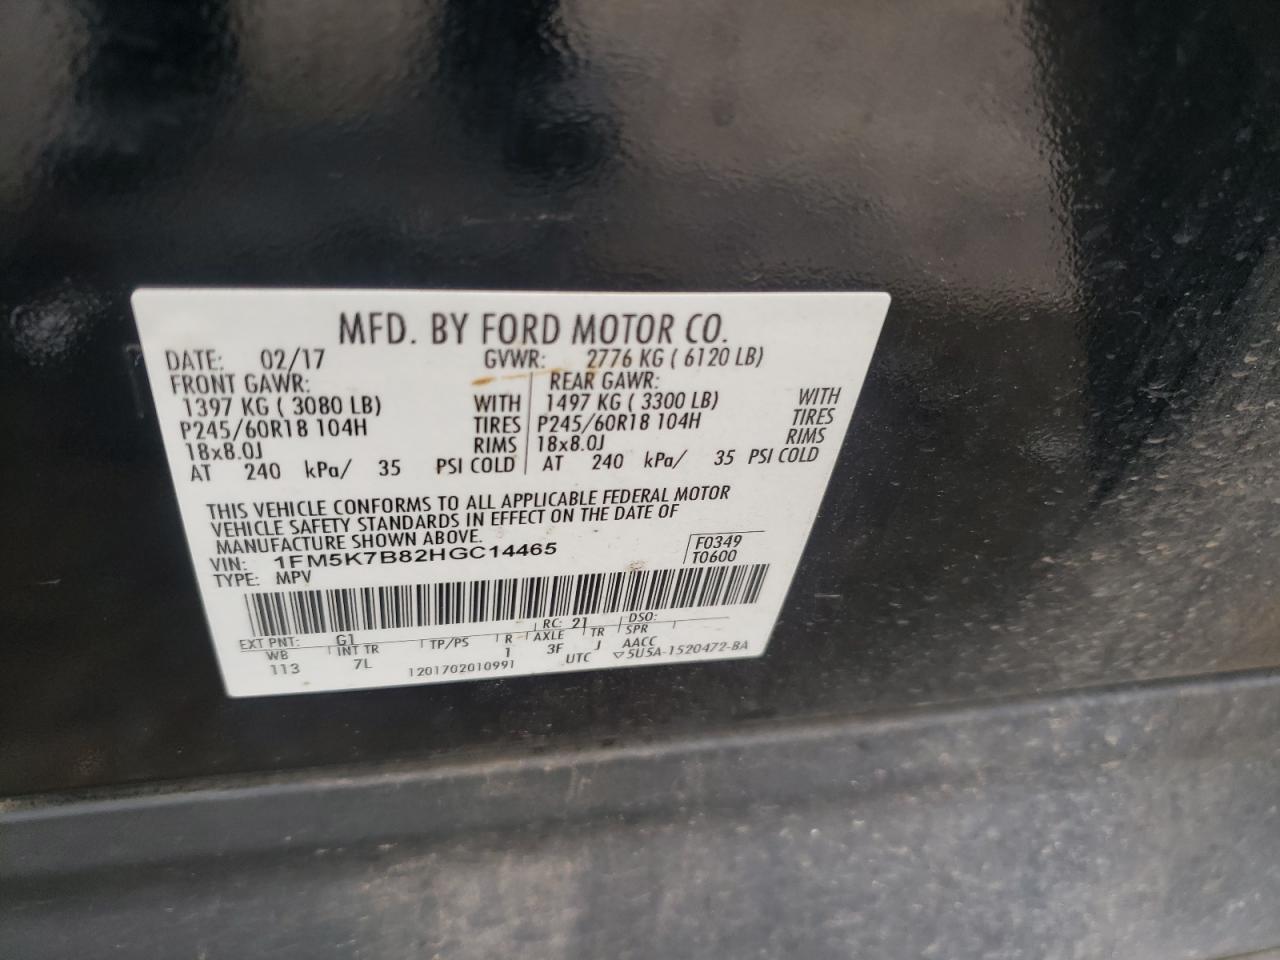 MFD. BY FORD MOTOR CO.
DATE: 02/17 GVWR: 2776 KG ( 6120 LB)
FRONT GAWR: REAR GAWR:
1397 KG ( 3080 LB) WITH 1497 KG ( 3300 LB) WITH
P245/60R18 104H TIRES P245/60R18 104H TIRES
18x8.0J RIMS 18x8.0J RIMS
AT 240 kPa/ 35 PSI COLD AT 240 kPa/ 35 PSI COLD
THIS VEHICLE CONFORMS TO ALL APPLICABLE FEDERAL MOTOR
VEHICLE SAFETY STANDARDS IN EFFECT ON THE DATE OF
MANUFACTURE SHOWN ABOVE.
VIN: 1FM5K7B82HGC14465 F0349
TYPE: MPV T0600
EXT PNT: G1 RC: 21 DSO:
WB INT TR TP/PS R AXLE TR SPR
113 7L 1 3F J AACC
1201702010991 UTC ▽5U5A-1520472-BA